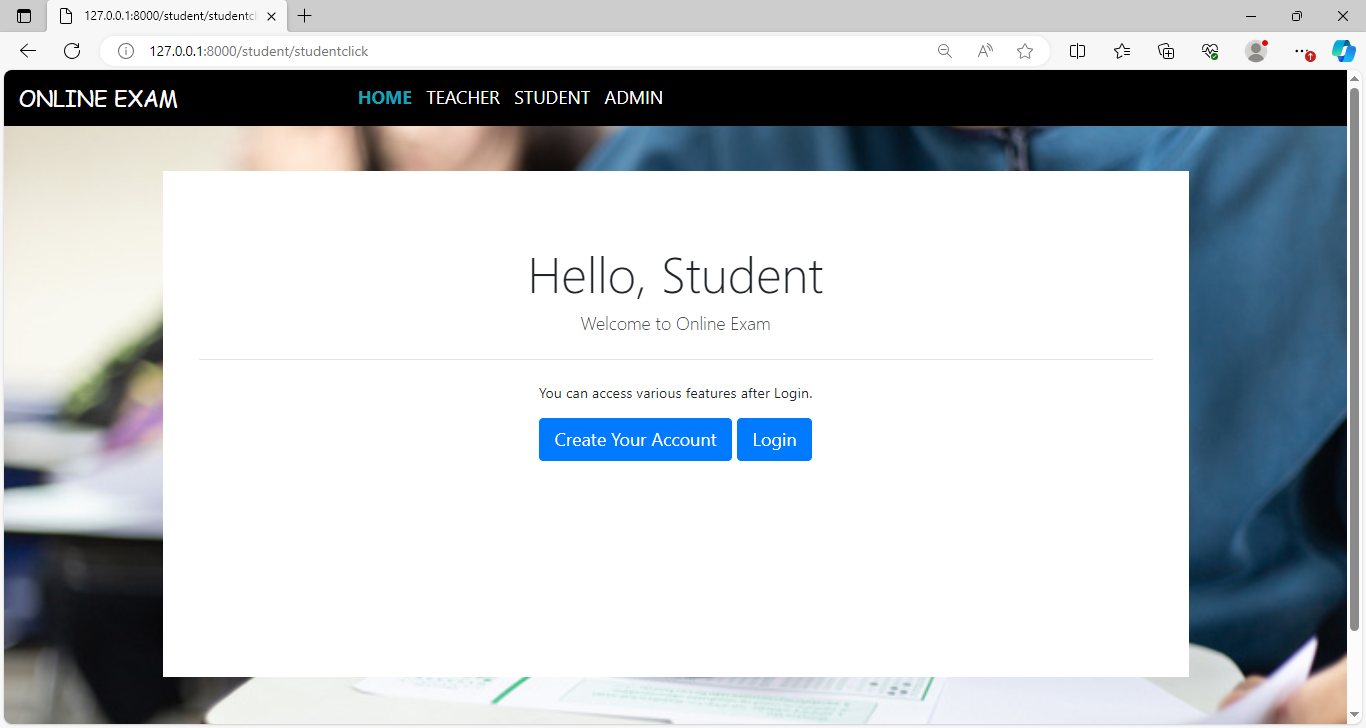 127.0.0.1:8000/student/studentcl
127.0.0.1:8000/student/studentclick
ONLINE EXAM
HOME TEACHER STUDENT ADMIN
Hello, Student
Welcome to Online Exam
You can access various features after Login.
Create Your Account Login